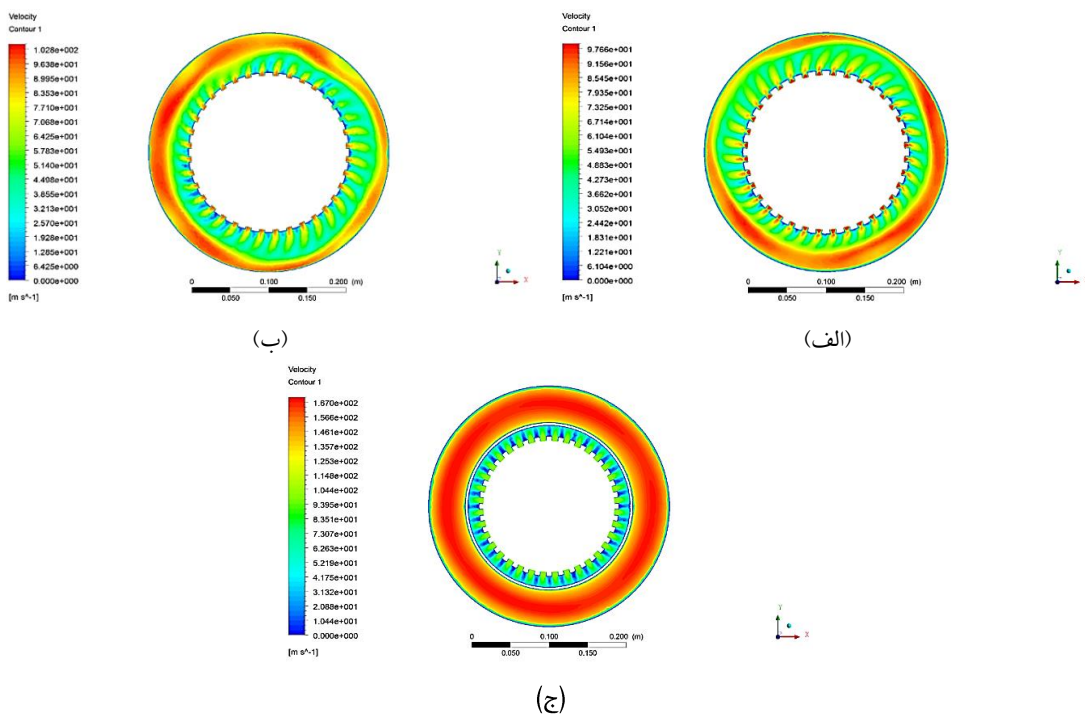 Velocity
Contour 1
1.028e+002
9.638e+001
8.995e+001
8.353e+001
7.710e+001
7.068e+001
6.425e+001
5.783e+001
5.140e+001
4.498e+001
3.855e+001
3.213e+001
2.570e+001
1.928e+001
1.285e+001
6.425e+000
0.000e+000
[m s^-1]
0 0.100 0.200 (m)
0.050 0.150
Y
X
(ب)
Velocity
Contour 1
9.766e+001
9.156e+001
8.545e+001
7.935e+001
7.325e+001
6.714e+001
6.104e+001
5.493e+001
4.883e+001
4.273e+001
3.662e+001
3.052e+001
2.442e+001
1.831e+001
1.221e+001
6.104e+000
0.000e+000
[m s^-1]
0 0.100 0.200 (m)
0.050 0.150
Y
(الف)
Velocity
Contour 1
1.670e+002
1.566e+002
1.461e+002
1.357e+002
1.253e+002
1.148e+002
1.044e+002
9.395e+001
8.351e+001
7.307e+001
6.263e+001
5.219e+001
4.175e+001
3.132e+001
2.088e+001
1.044e+001
0.000e+000
[m s^-1]
0 0.100 0.200 (m)
0.050 0.150
Y
X
(ج)